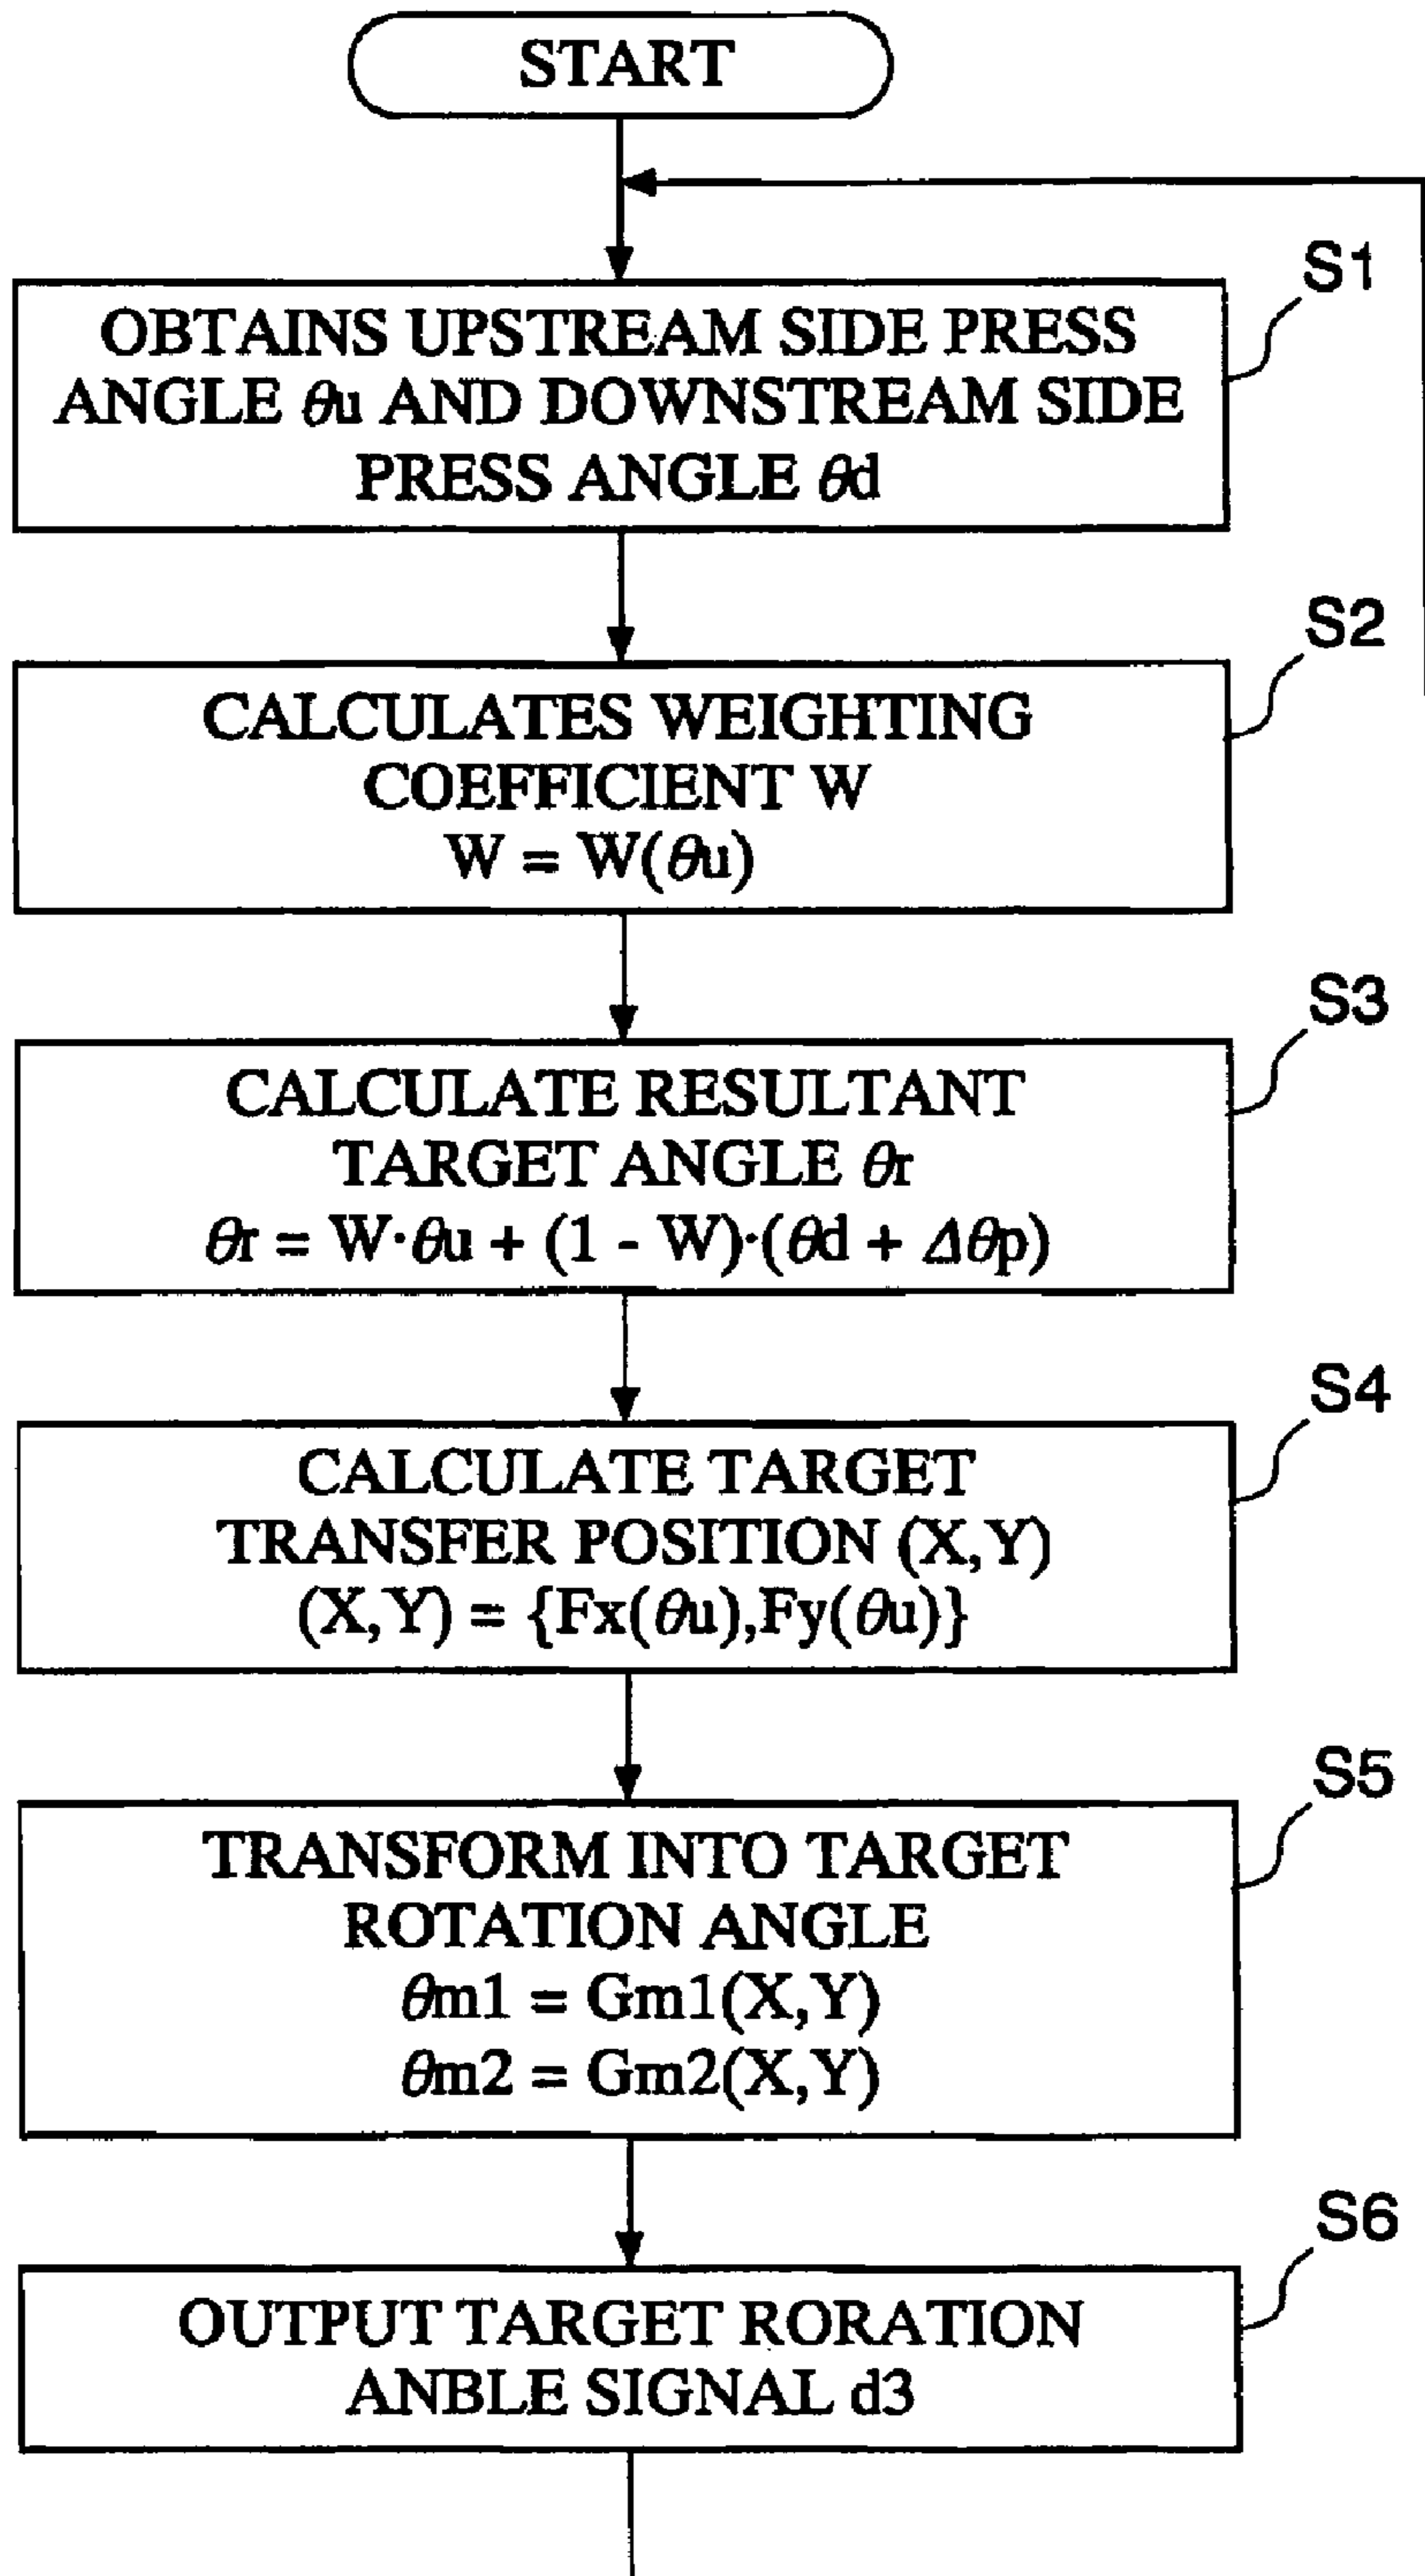 START
S1
OBTAINS UPSTREAM SIDE PRESS
ANGLE θu AND DOWNSTREAM SIDE
PRESS ANGLE θd
S2
CALCULATES WEIGHTING
COEFFICIENT W
W = W(θu)
S3
CALCULATE RESULTANT
TARGET ANGLE θr
θr = W·θu + (1 - W)·(θd + Δθp)
S4
CALCULATE TARGET
TRANSFER POSITION (X,Y)
(X,Y) = {Fx(θu),Fy(θu)}
S5
TRANSFORM INTO TARGET
ROTATION ANGLE
θm1 = Gm1(X,Y)
θm2 = Gm2(X,Y)
S6
OUTPUT TARGET RORATION
ANBLE SIGNAL d3